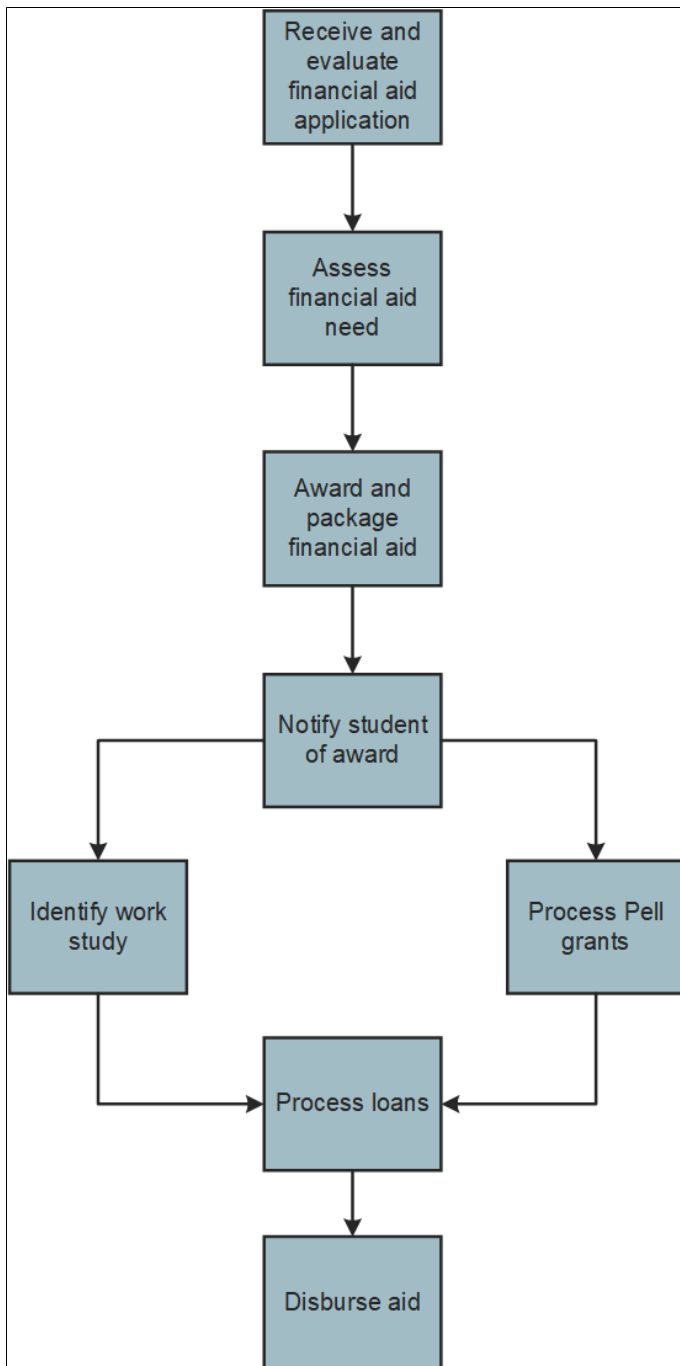 Receive and
evaluate
financial aid
application
Assess
financial aid
need
Award and
package
financial aid
Notify student
of award
Identify work
study
Process Pell
grants
Process loans
Disburse aid